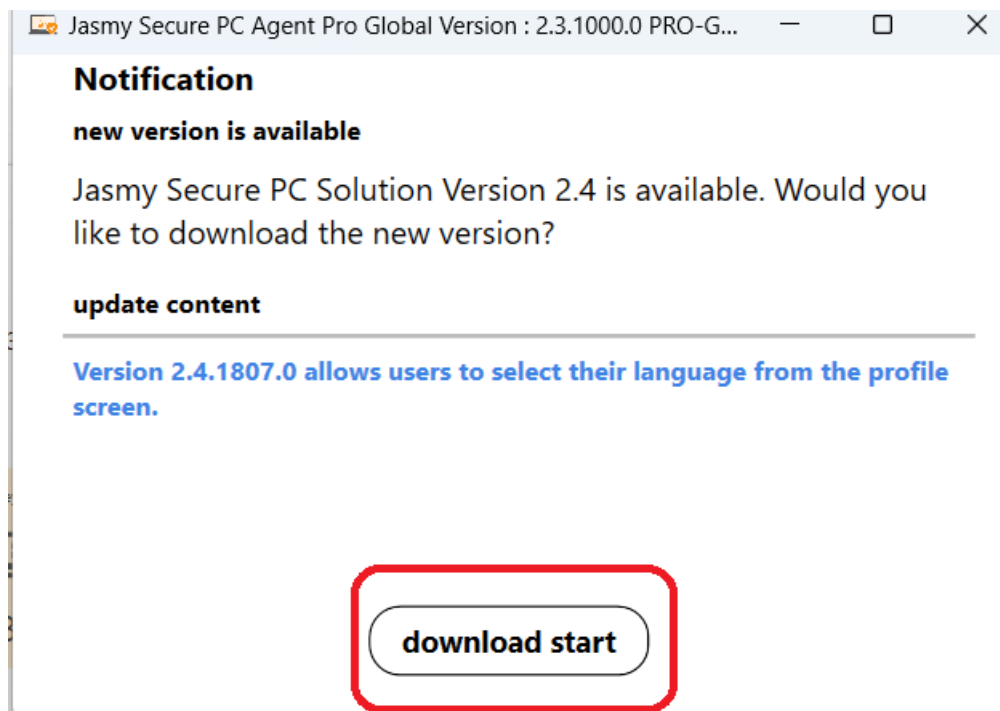 Jasmy Secure PC Agent Pro Global Version : 2.3.1000.0 PRO-G...
Notification
new version is available
Jasmy Secure PC Solution Version 2.4 is available. Would you
like to download the new version?
update content
Version 2.4.1807.0 allows users to select their language from the profile
screen.
download start